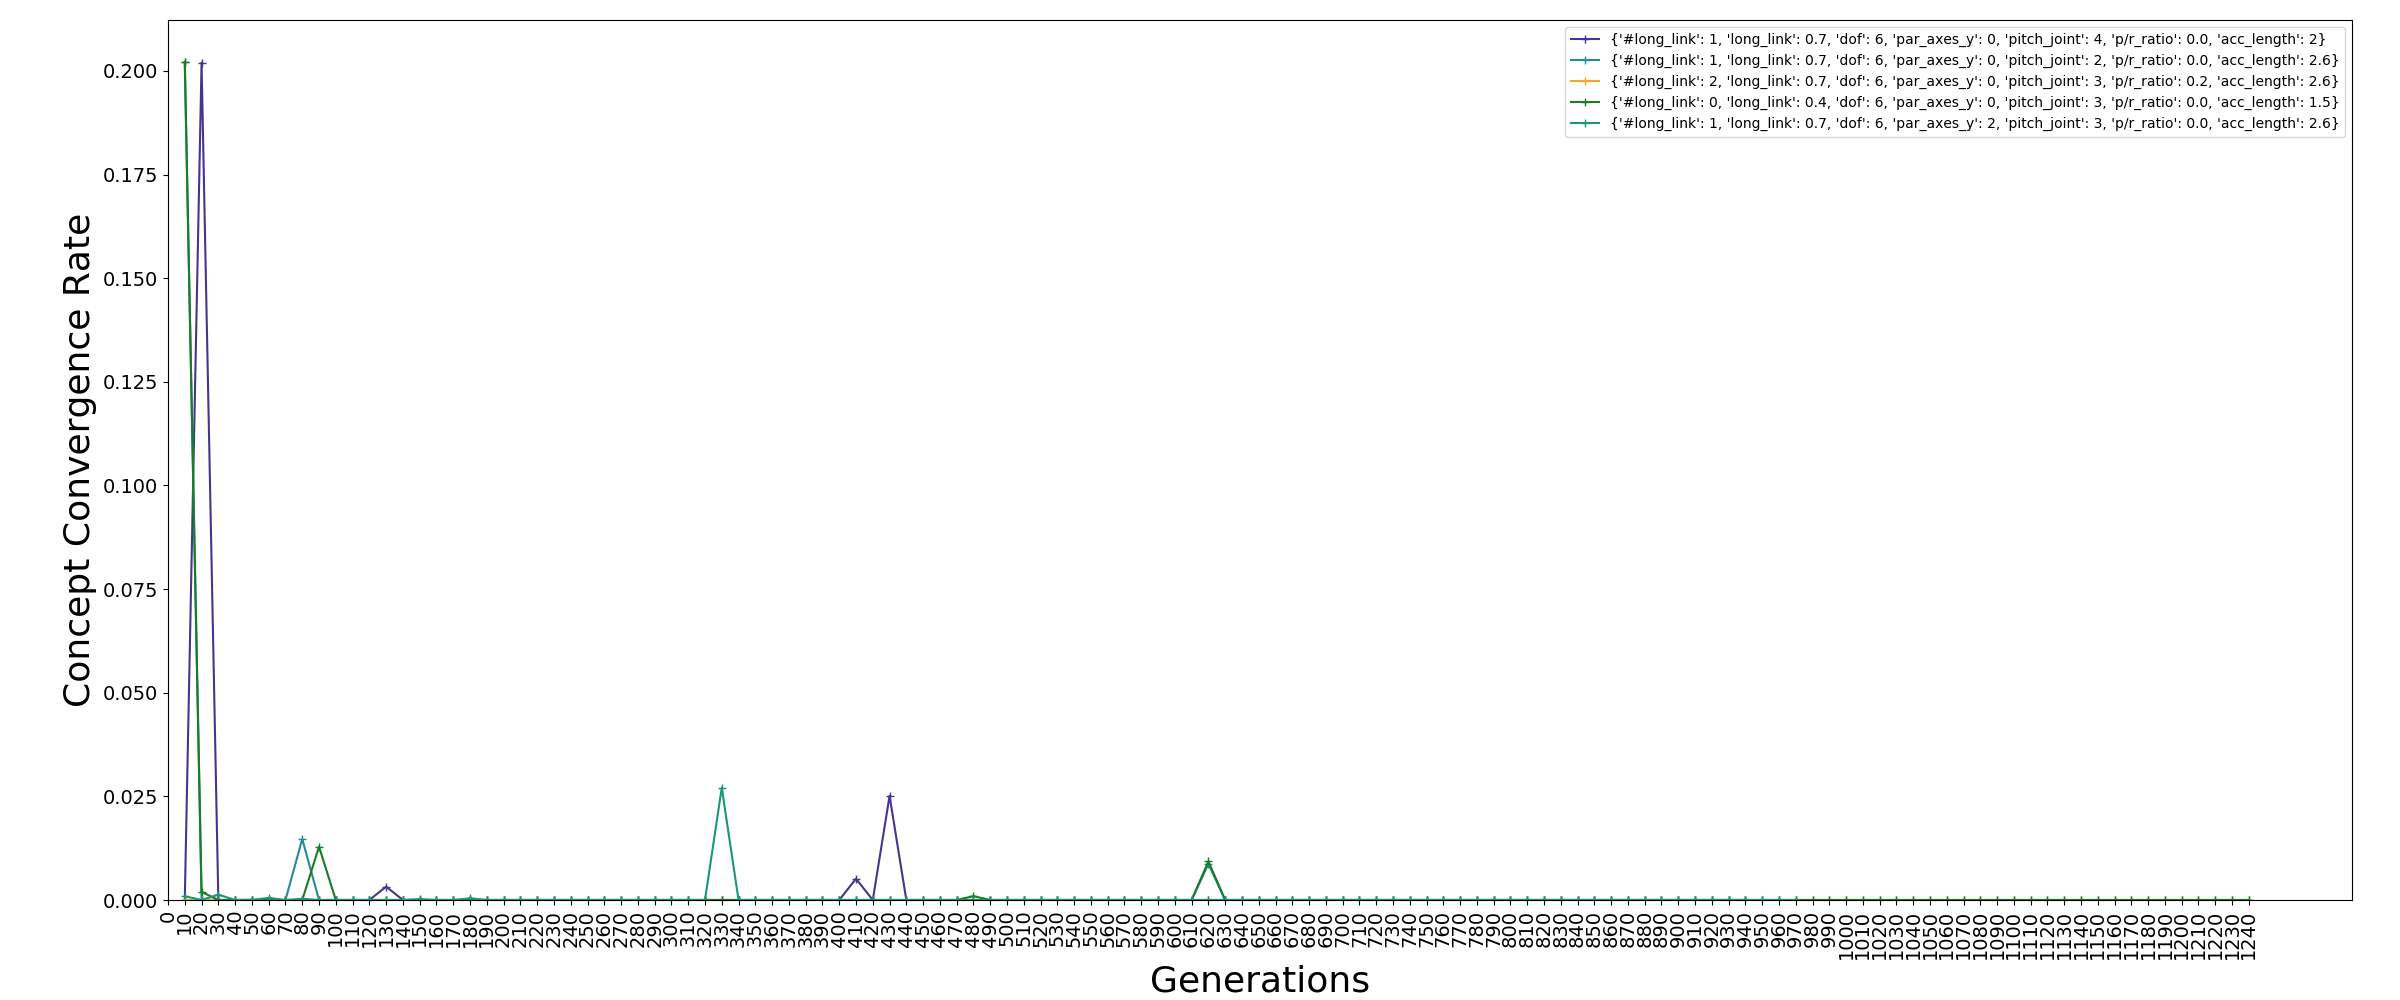 Concept Convergence Rate
0.200
0.175
0.150
0.125
0.100
0.075
0.050
0.025
0.000
{'#long_link': 1, 'long_link': 0.7, 'dof': 6, 'par_axes_y': 0, 'pitch_joint': 4, 'p/r_ratio': 0.0, 'acc_length': 2}
{'#long_link': 1, 'long_link': 0.7, 'dof': 6, 'par_axes_y': 0, 'pitch_joint': 2, 'p/r_ratio': 0.0, 'acc_length': 2.6}
{'#long_link': 2, 'long_link': 0.7, 'dof': 6, 'par_axes_y': 0, 'pitch_joint': 3, 'p/r_ratio': 0.2, 'acc_length': 2.6}
{'#long_link': 0, 'long_link': 0.4, 'dof': 6, 'par_axes_y': 0, 'pitch_joint': 3, 'p/r_ratio': 0.0, 'acc_length': 1.5}
{'#long_link': 1, 'long_link': 0.7, 'dof': 6, 'par_axes_y': 2, 'pitch_joint': 3, 'p/r_ratio': 0.0, 'acc_length': 2.6}
0 10 20 30 40 50 60 70 80 90 100 110 120 130 140 150 160 170 180 190 200 210 220 230 240 250 260 270 280 290 300 310 320 330 340 350 360 370 380 390 400 410 420 430 440 450 460 470 480 490 500 510 520 530 540 550 560 570 580 590 600 610 620 630 640 650 660 670 680 690 700 710 720 730 740 750 760 770 780 790 800 810 820 830 840 850 860 870 880 890 900 910 920 930 940 950 960 970 980 990 1000 1010 1020 1030 1040 1050 1060 1070 1080 1090 1100 1110 1120 1130 1140 1150 1160 1170 1180 1190 1200 1210 1220 1230 1240
Generations